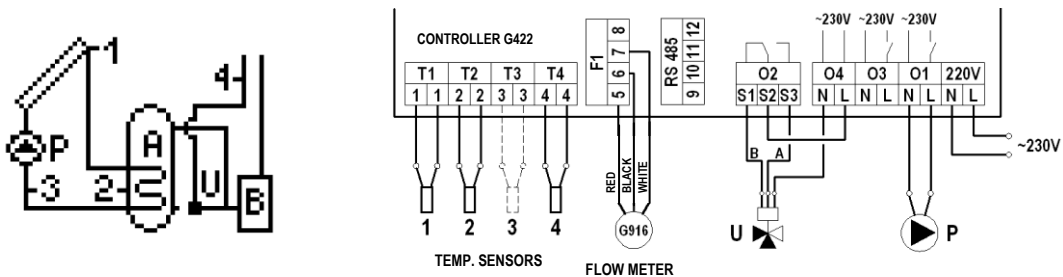 1
4
P
A
3
2
U
B
~230V ~230V ~230V
CONTROLLER G422
T1 T2 T3 T4
1 1 2 2 3 3 4 4
F1
8
7
6
5
RS 485
12
11
10
9
O2 O4 O3 O1 220V
S1 S2 S3 N L N L N L N L
~230V
B A
RED
BLACK
WHITE
1 2 3 4
G916
U
P
TEMP. SENSORS
FLOW METER